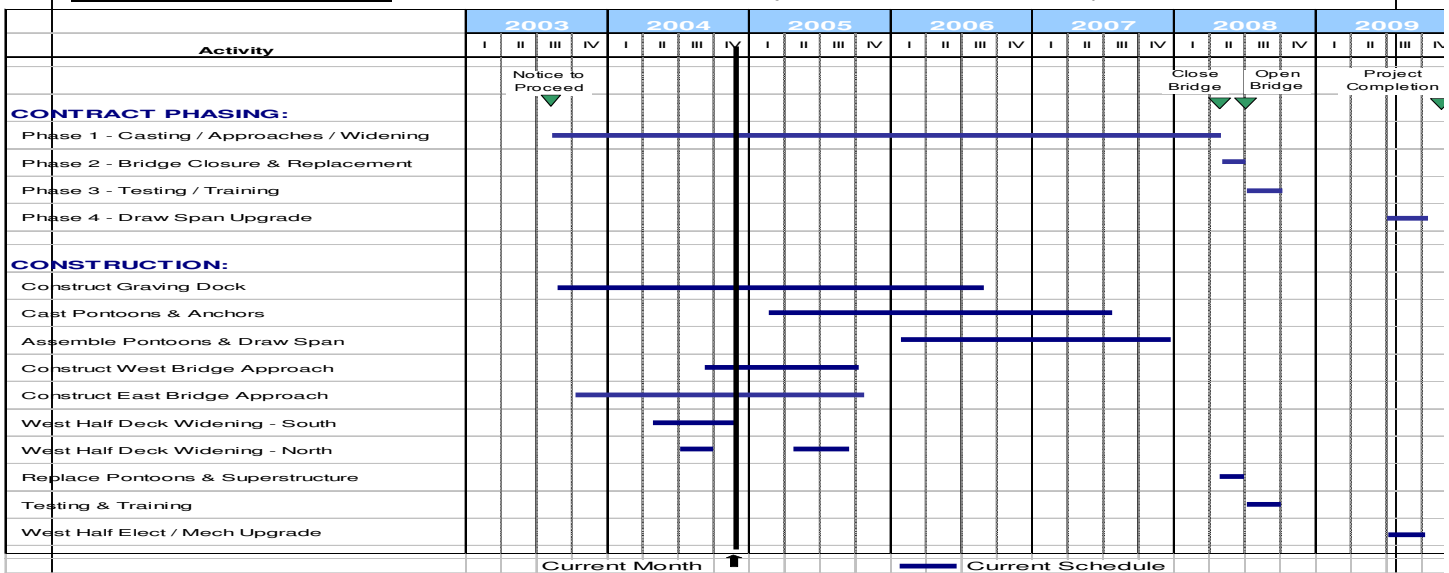 2003 2004 2005 2006 2007 2008 2009
Activity I II III IV I II III IV I II III IV I II III IV I II III IV I II III IV I II III IV
Notice to Close Open Project
Proceed Bridge Bridge Completion
CONTRACT PHASING:
Phase 1 - Casting / Approaches / Widening
Phase 2 - Bridge Closure & Replacement
Phase 3 - Testing / Training
Phase 4 - Draw Span Upgrade
CONSTRUCTION:
Construct Graving Dock
Cast Pontoons & Anchors
Assemble Pontoons & Draw Span
Construct West Bridge Approach
Construct East Bridge Approach
West Half Deck Widening - South
West Half Deck Widening - North
Replace Pontoons & Superstructure
Testing & Training
West Half Elect / Mech Upgrade
Current Month Current Schedule